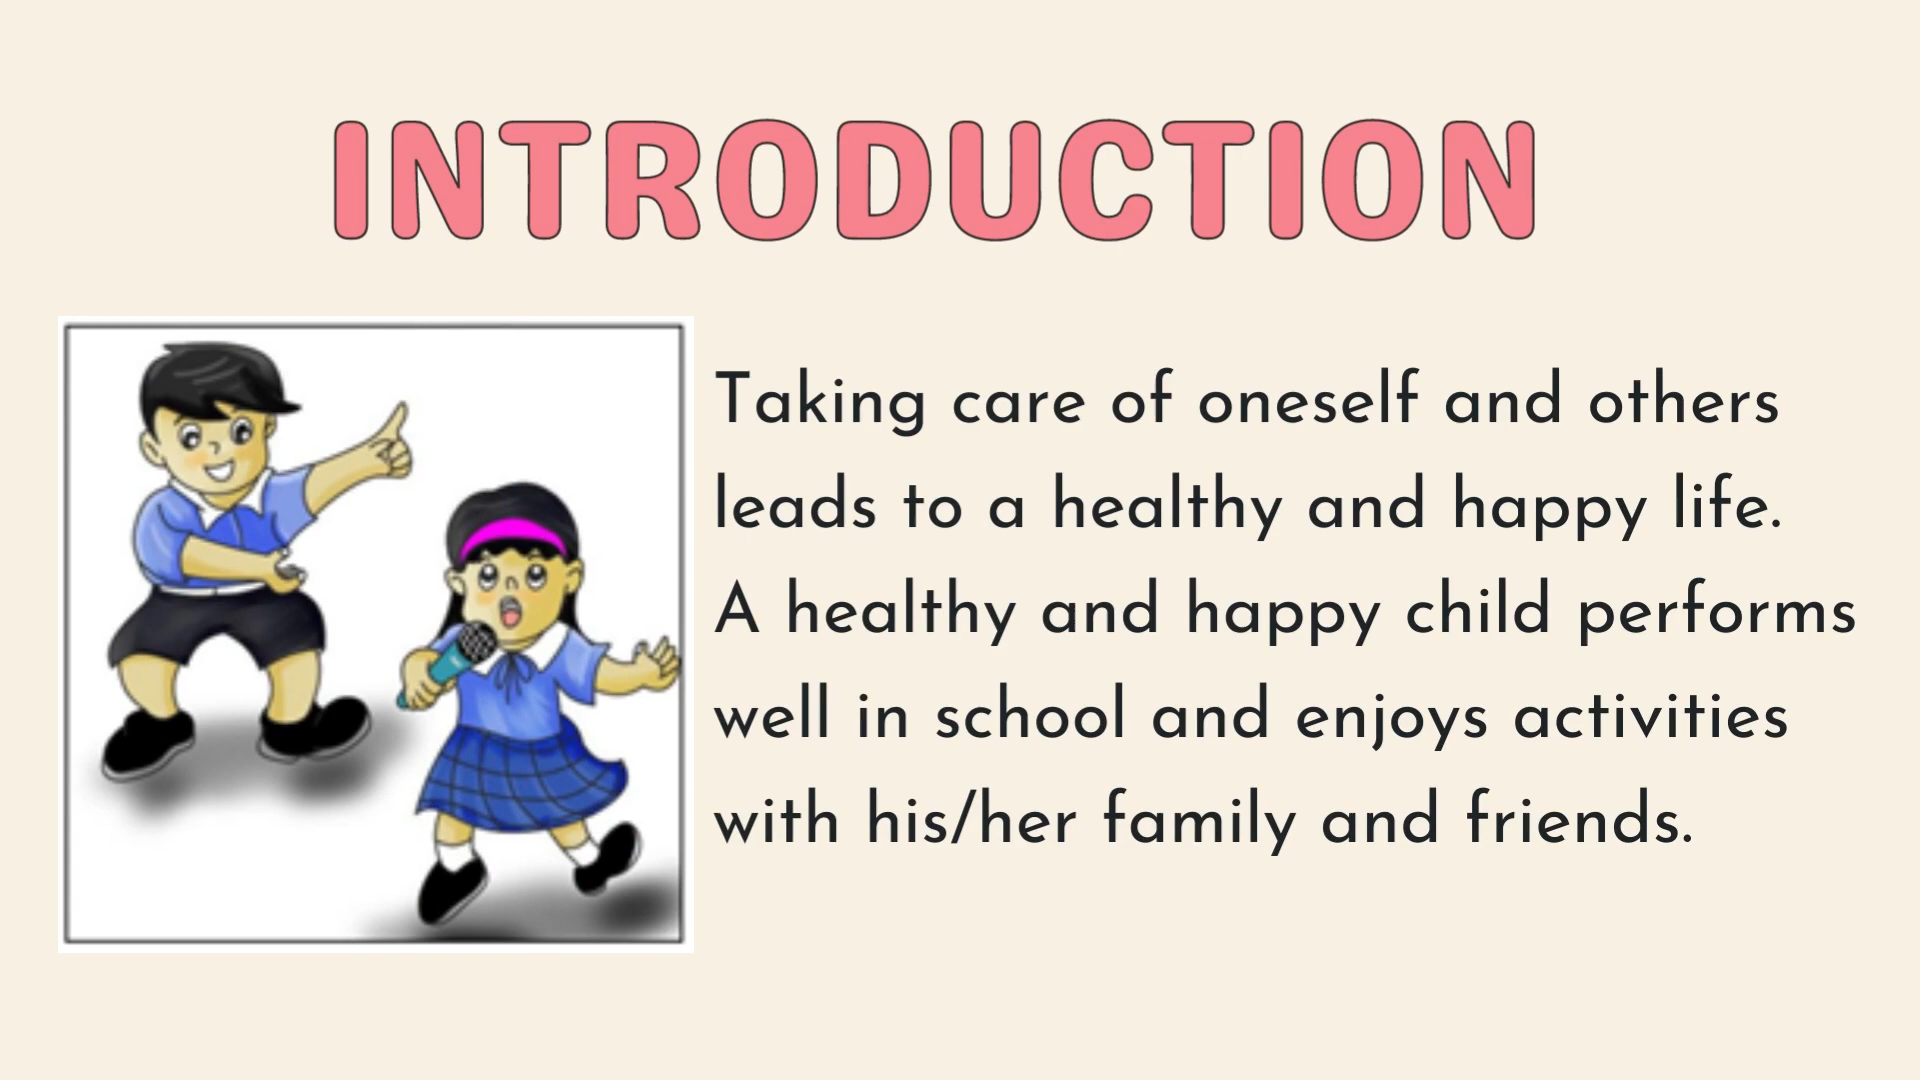 INTRODUCTION
Taking care of oneself and others
leads to a healthy and happy life.
A healthy and happy child performs
well in school and enjoys activities
with his/her family and friends.